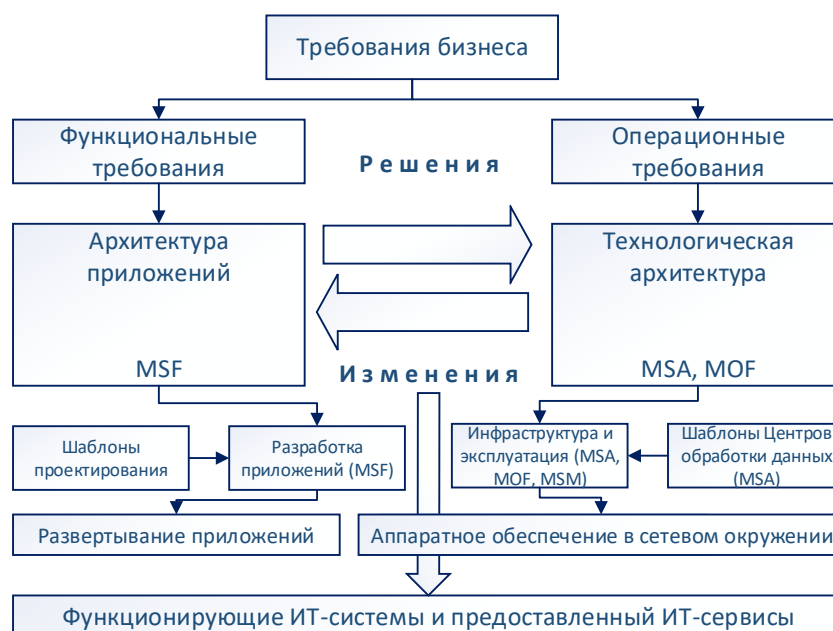 Требования бизнеса
Функциональные
требования
Решения
Операционные
требования
Архитектура
приложений
MSF
Технологическая
архитектура
MSA, MOF
Изменения
Шаблоны
проектирования
Разработка
приложений (MSF)
Инфраструктура и
эксплуатация (MSA,
MOF, MSM)
Шаблоны Центров
обработки данных
(MSA)
Развертывание приложений
Аппаратное обеспечение в сетевом окружении
Функционирующие ИТ-системы и предоставленный ИТ-сервисы